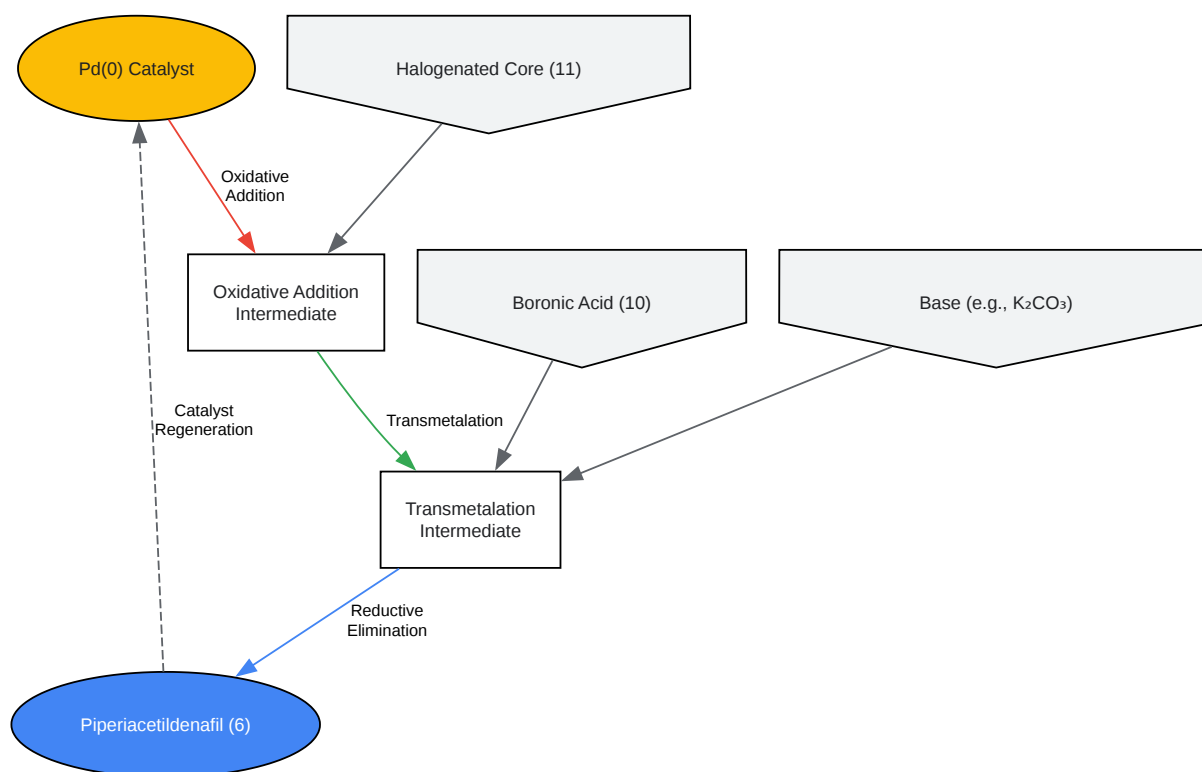 Pd(0) Catalyst
Halogenated Core (11)
Oxidative
Addition
Oxidative Addition
Intermediate
Boronic Acid (10)
Base (e.g., K₂CO₃)
Catalyst
Regeneration
Transmetalation
Transmetalation
Intermediate
Reductive
Elimination
Piperiacetildenafil (6)